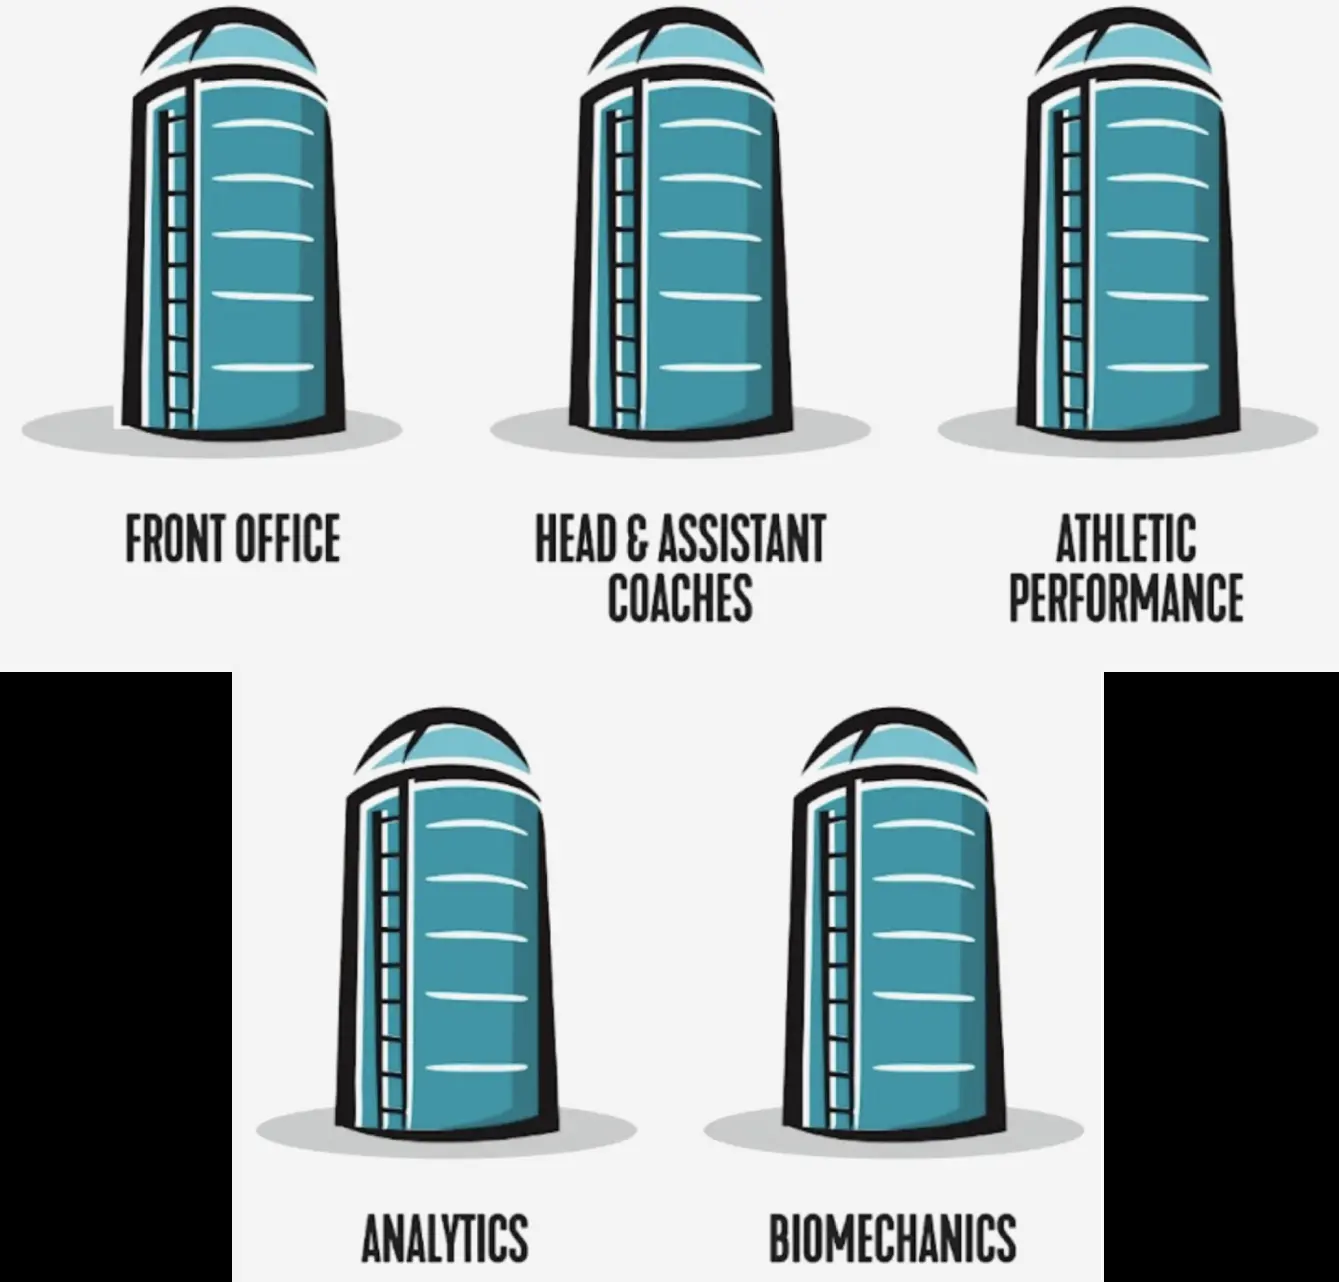 FRONT OFFICE
HEAD & ASSISTANT
COACHES
ATHLETIC
PERFORMANCE
ANALYTICS
BIOMECHANICS